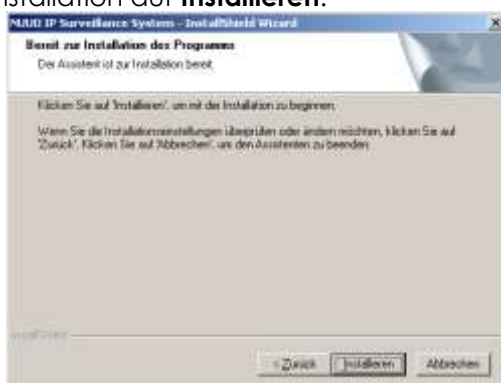 stallation auf Installieren.
NUUO IP Surveillance System - InstallShield Wizard
Bereit zur Installation des Programms
Der Assistent ist zur Installation bereit.
Klicken Sie auf 'Installieren', um mit der Installation zu beginnen.
Wenn Sie die Installationseinstellungen überprüfen oder ändern möchten, klicken Sie auf
'Zurück'. Klicken Sie auf 'Abbrechen', um den Assistenten zu beenden.
InstallShield
< Zurück
Installieren
Abbrechen